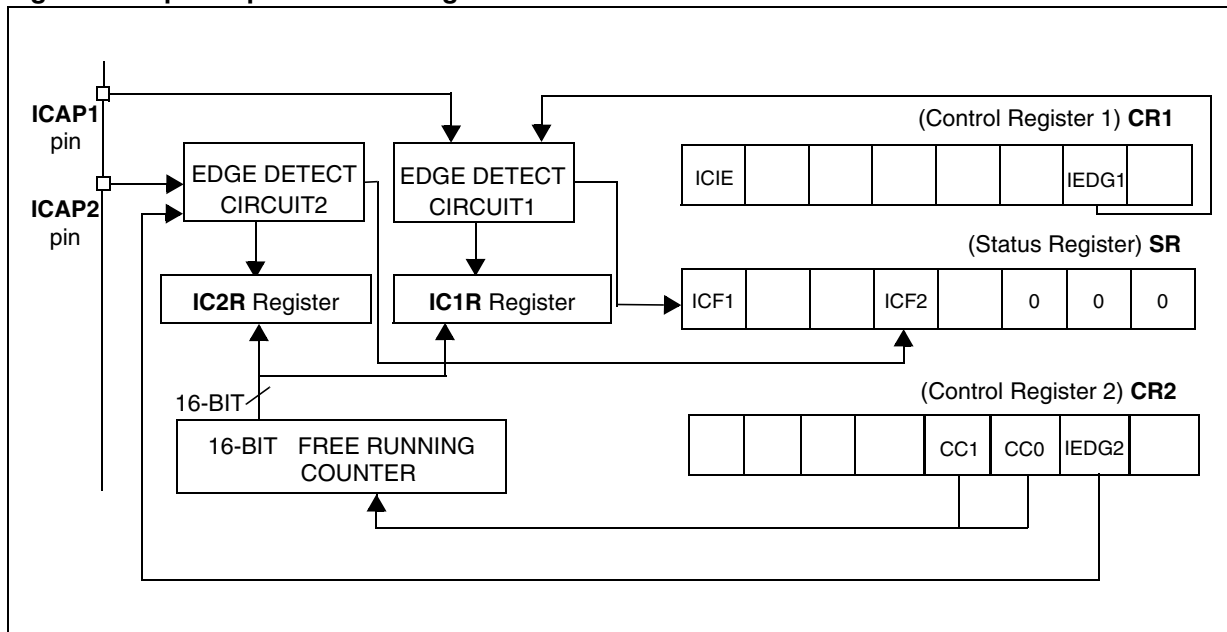 ICAP1
pin
ICAP2
pin
EDGE DETECT
CIRCUIT2
EDGE DETECT
CIRCUIT1
IC2R Register
IC1R Register
16-BIT
16-BIT FREE RUNNING
COUNTER
(Control Register 1) CR1
ICIE IEDG1
(Status Register) SR
ICF1 ICF2 0 0 0
(Control Register 2) CR2
CC1 CC0 IEDG2